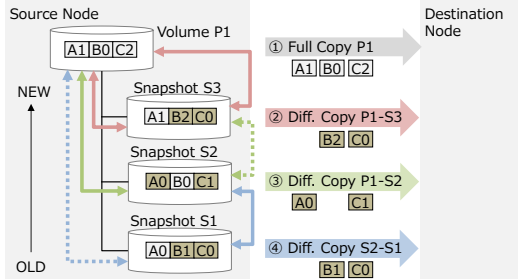 Source Node
Volume P1
A1 B0 C2
NEW
Snapshot S3
A1 B2 C0
Snapshot S2
A0 B0 C1
Snapshot S1
A0 B1 C0
OLD
① Full Copy P1
A1 B0 C2
② Diff. Copy P1-S3
B2 C0
③ Diff. Copy P1-S2
A0 C1
④ Diff. Copy S2-S1
B1 C0
Destination
Node